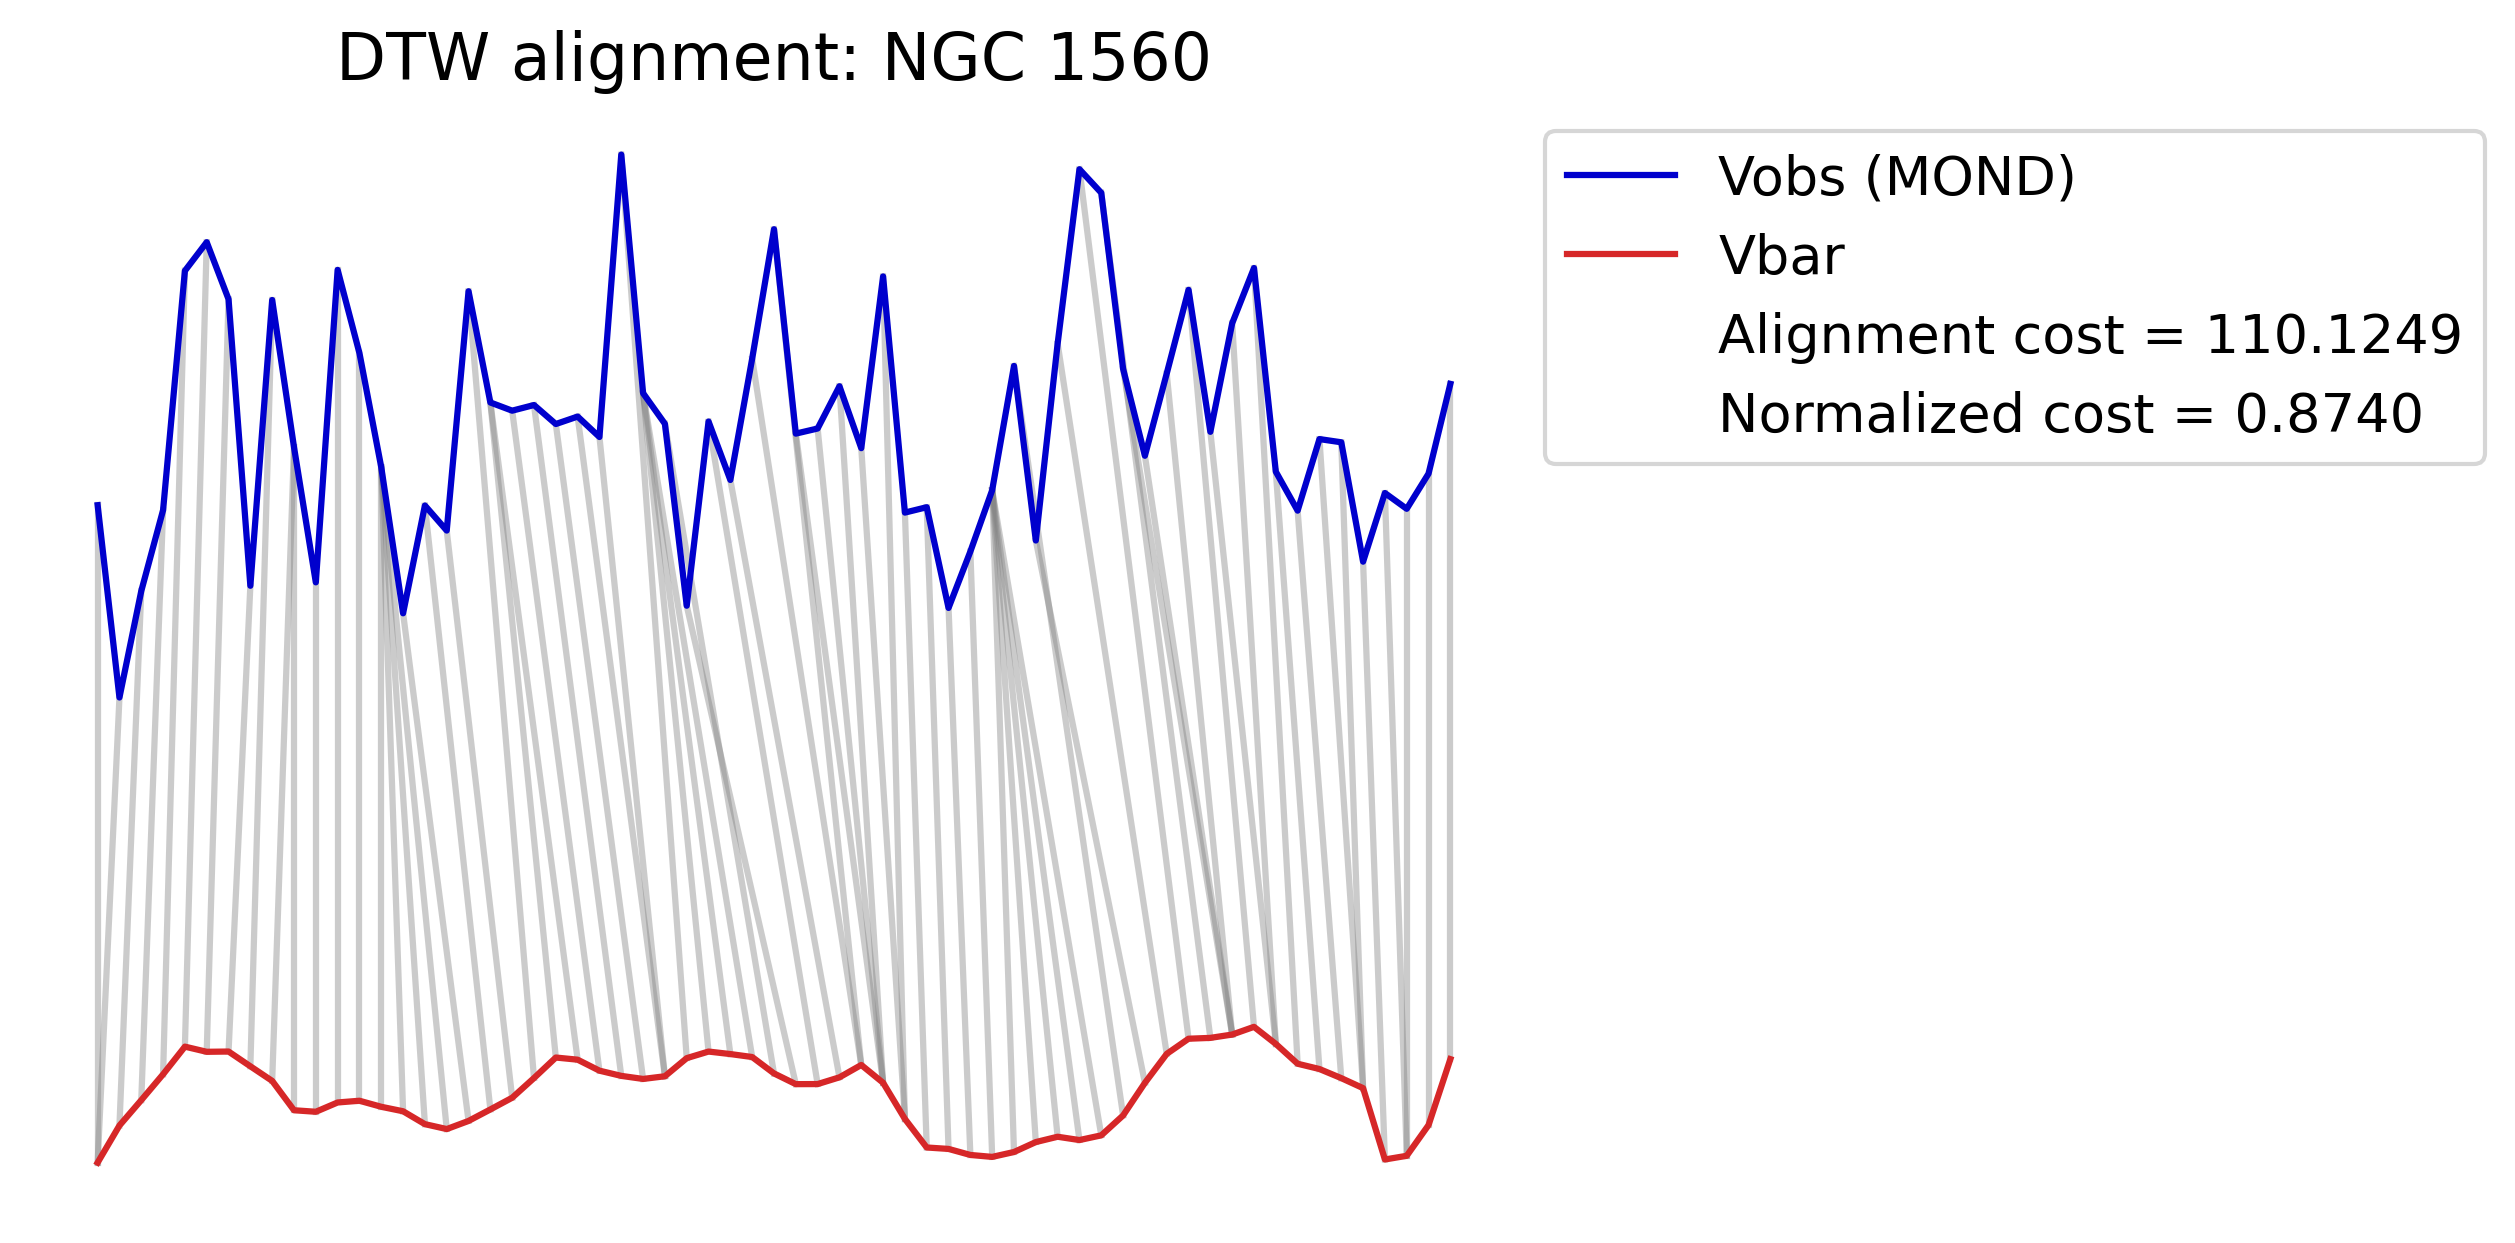 DTW alignment: NGC 1560
Vobs (MOND)
Vbar
Alignment cost = 110.1249
Normalized cost = 0.8740